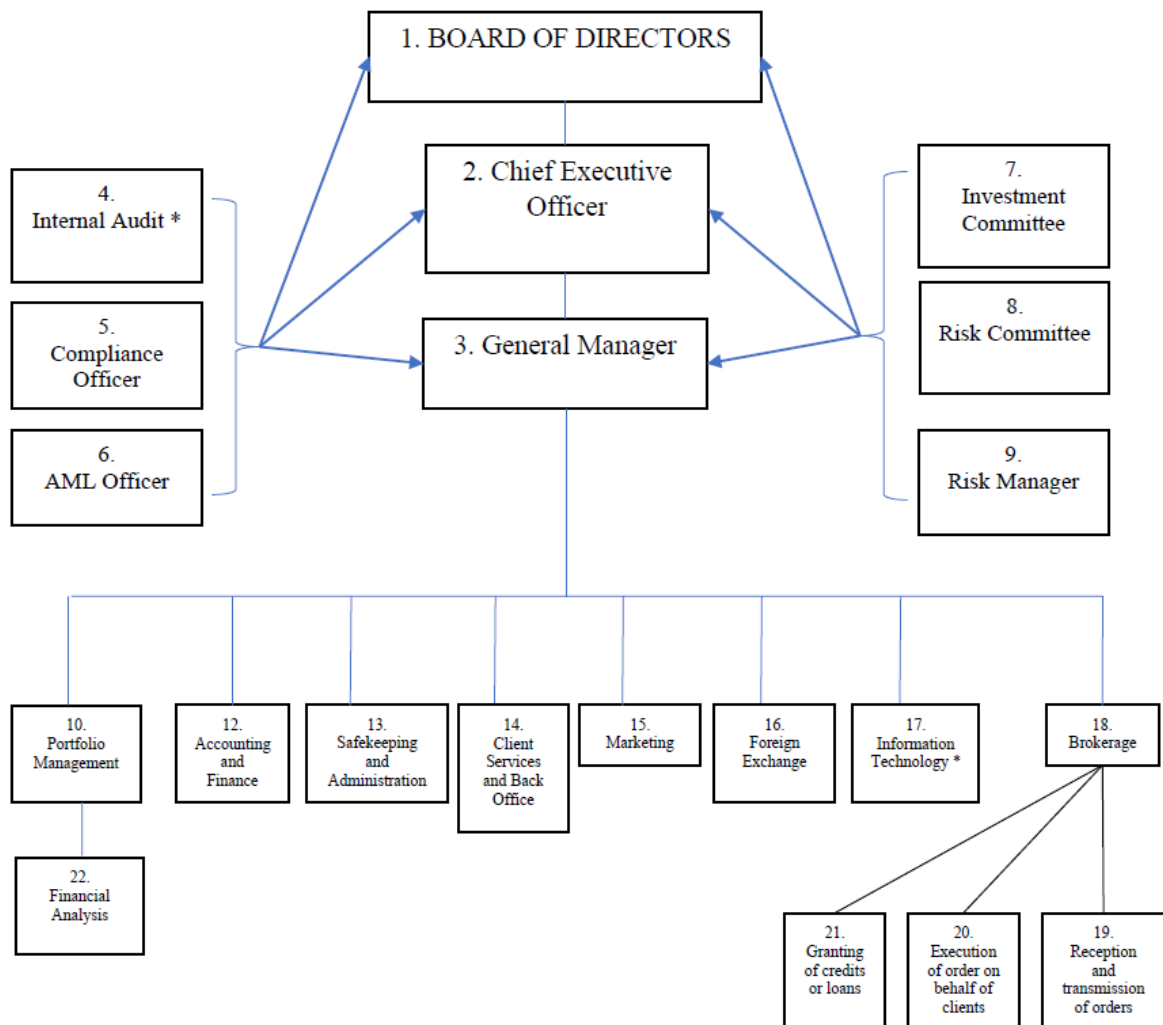 1. BOARD OF DIRECTORS
2. Chief Executive
Officer
3. General Manager
4.
Internal Audit *
5.
Compliance
Officer
6.
AML Officer
7.
Investment
Committee
8.
Risk Committee
9.
Risk Manager
10.
Portfolio
Management
12.
Accounting
and
Finance
13.
Safekeeping
and
Administration
14.
Client
Services
and Back
Office
15.
Marketing
16.
Foreign
Exchange
17.
Information
Technology *
18.
Brokerage
22.
Financial
Analysis
21.
Granting
of credits
or loans
20.
Execution
of order on
behalf of
clients
19.
Reception
and
transmission
of orders